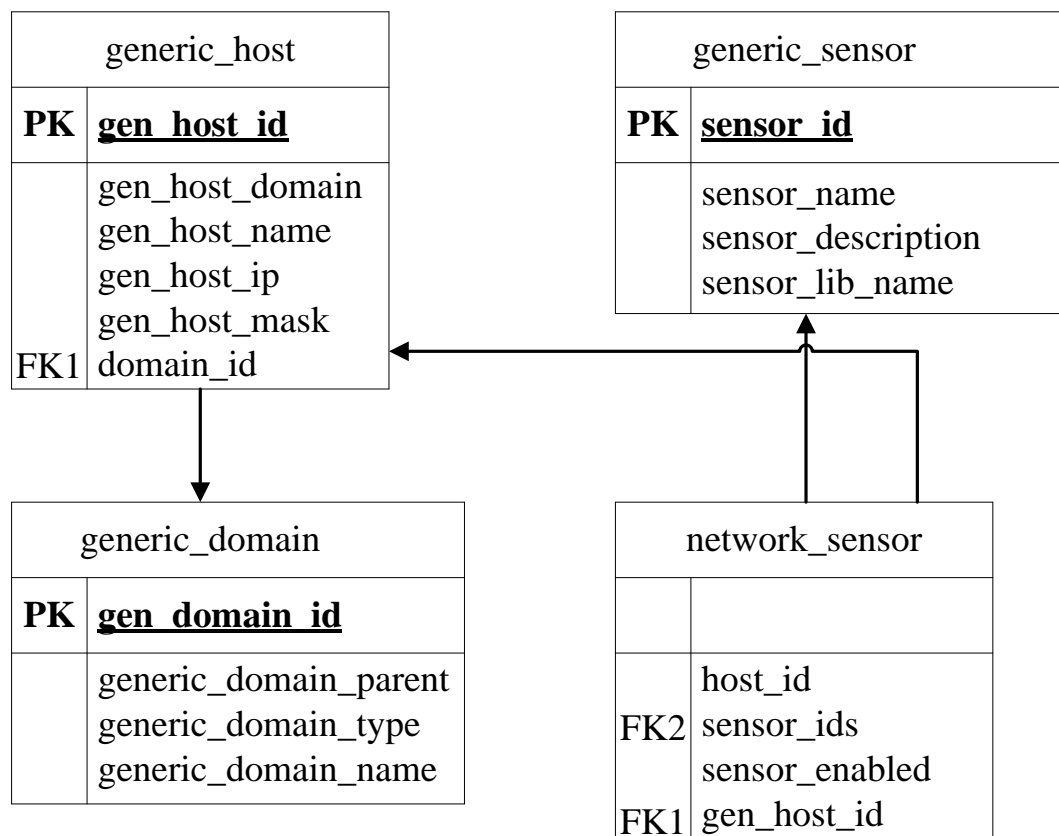 generic_host
PK gen_host_id
gen_host_domain
gen_host_name
gen_host_ip
gen_host_mask
FK1 domain_id
generic_sensor
PK sensor_id
sensor_name
sensor_description
sensor_lib_name
generic_domain
PK gen_domain_id
generic_domain_parent
generic_domain_type
generic_domain_name
network_sensor
host_id
FK2 sensor_ids
sensor_enabled
FK1 gen_host_id